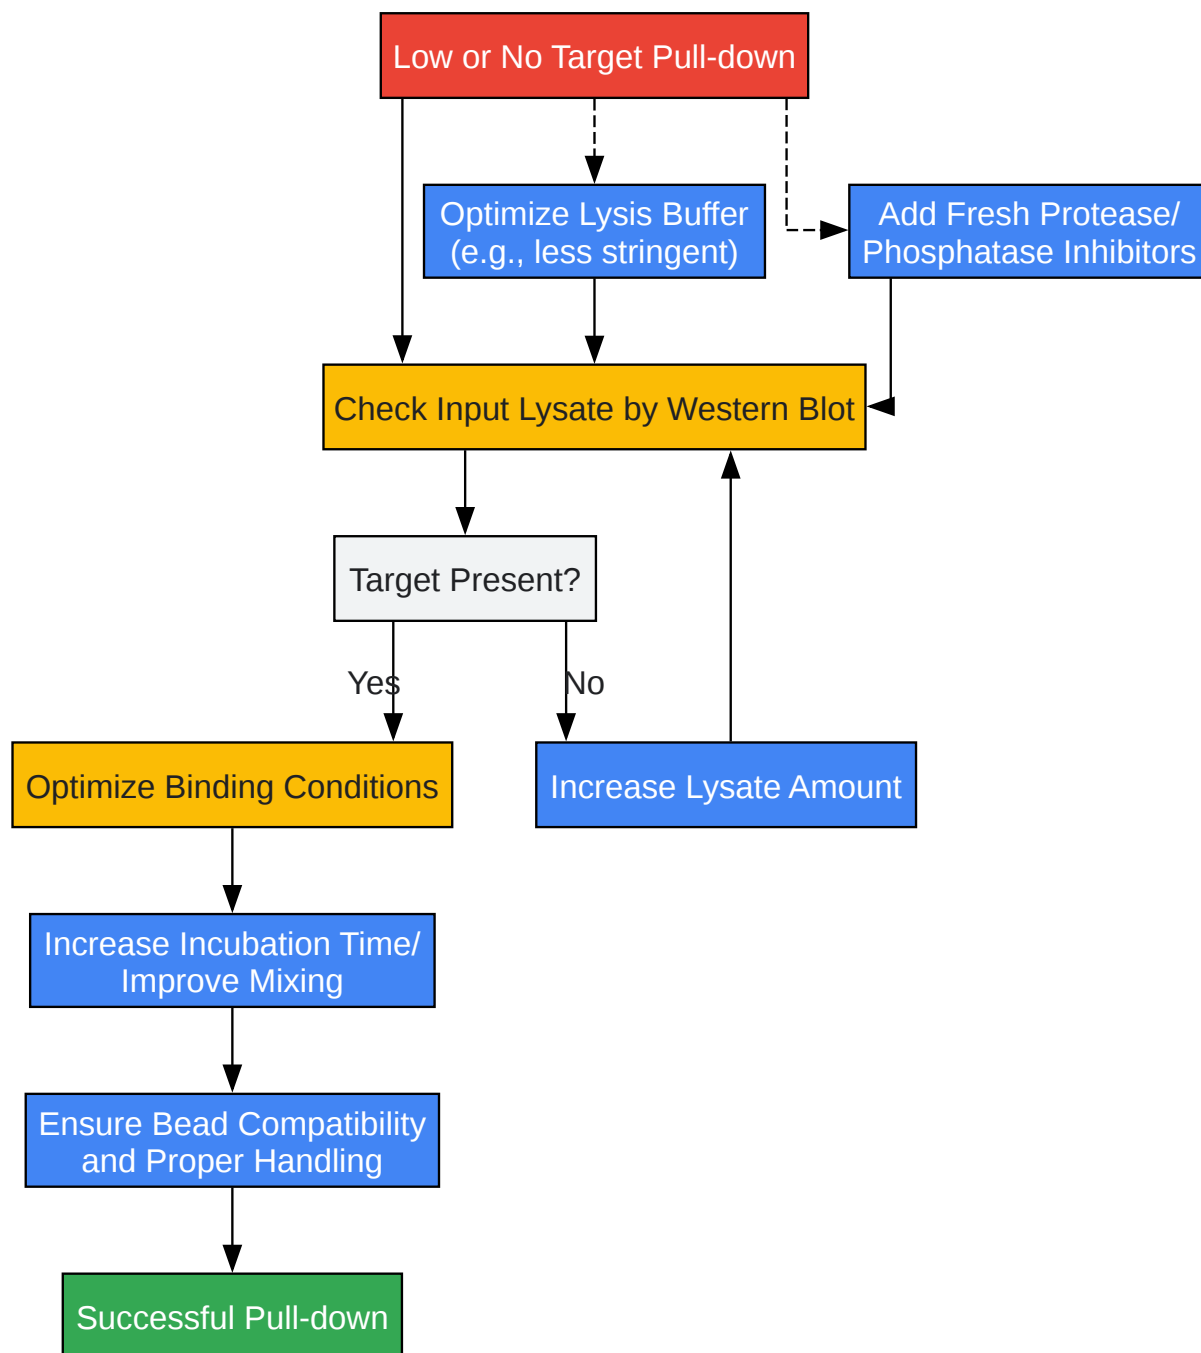 Low or No Target Pull-down
Optimize Lysis Buffer
(e.g., less stringent)
Add Fresh Protease/
Phosphatase Inhibitors
Check Input Lysate by Western Blot
Target Present?
Yes
No
Optimize Binding Conditions
Increase Lysate Amount
Increase Incubation Time/
Improve Mixing
Ensure Bead Compatibility
and Proper Handling
Successful Pull-down